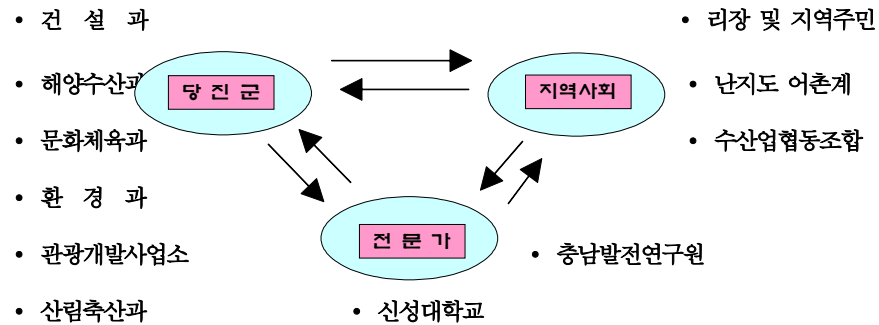 • 건 설 과
• 해양수산과
• 문화체육과
• 환 경 과
• 관광개발사업소
• 산림축산과
당 진 군
지역사회
전 문 가
• 리장 및 지역주민
• 난지도 어촌계
• 수산업협동조합
• 충남발전연구원
• 신성대학교